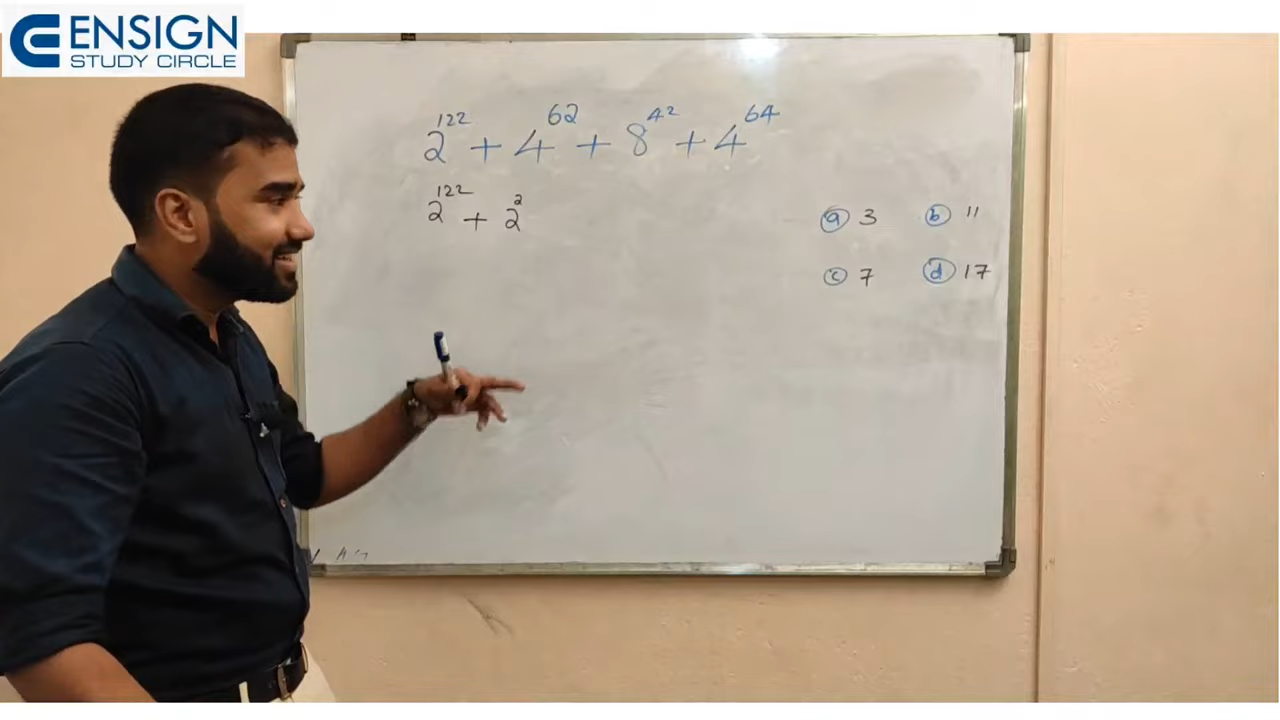 ENSIGN
STUDY CIRCLE
2^122 + 4^62 + 8^42 + 4^64
2^122 + 2^2
a 3 b 11
c 7 d 17